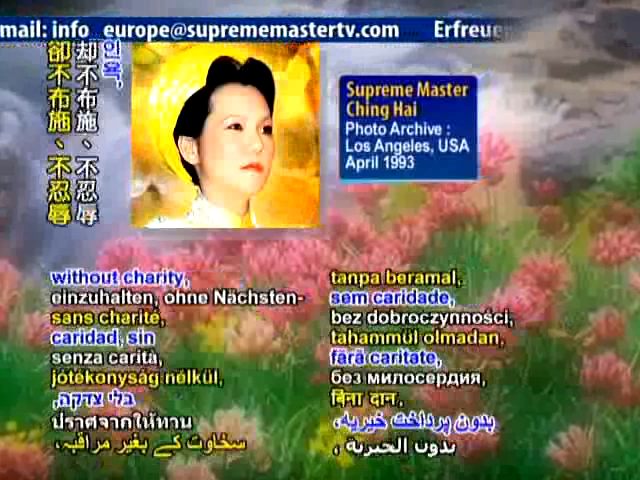 mail: info europe@suprememastertv.com Erfreue
인욕,
却不布施、不忍辱
卻不布施、不忍辱
Supreme Master
Ching Hai
Photo Archive :
Los Angeles, USA
April 1993
without charity,
einzuhalten, ohne Nächsten-
sans charité,
caridad, sin
senza carità,
jótékonyság nélkül,
בלי צדקה,
ปราศจากให้ทาน
سخاوت کے بغیر مراقبہ،
tanpa beramal,
sem caridade,
bez dobroczynności,
tahammül olmadan,
fără caritate,
без милосердия,
बिना दान,
بدون پرداخت خیریه،
بدون الخيرية ،